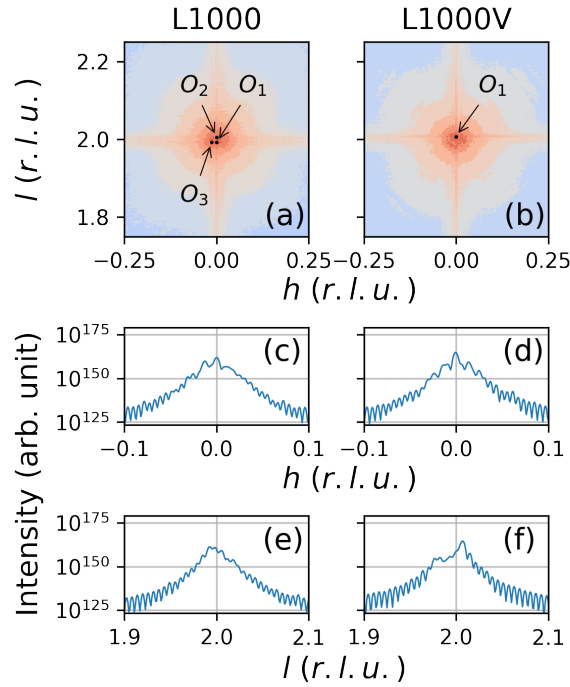 L1000 L1000V
l (r. l. u.)
2.2
2.0
1.8
O₂ O₁
O₃
(a)
O₁
(b)
−0.25 0.00 0.25
−0.25 0.00 0.25
h (r. l. u.) h (r. l. u.)
Intensity (arb. unit)
10¹⁷⁵
10¹⁵⁰
10¹²⁵
(c) (d)
−0.1 0.0 0.1
−0.1 0.0 0.1
h (r. l. u.) h (r. l. u.)
10¹⁷⁵
10¹⁵⁰
10¹²⁵
(e) (f)
1.9 2.0 2.1
1.9 2.0 2.1
l (r. l. u.) l (r. l. u.)